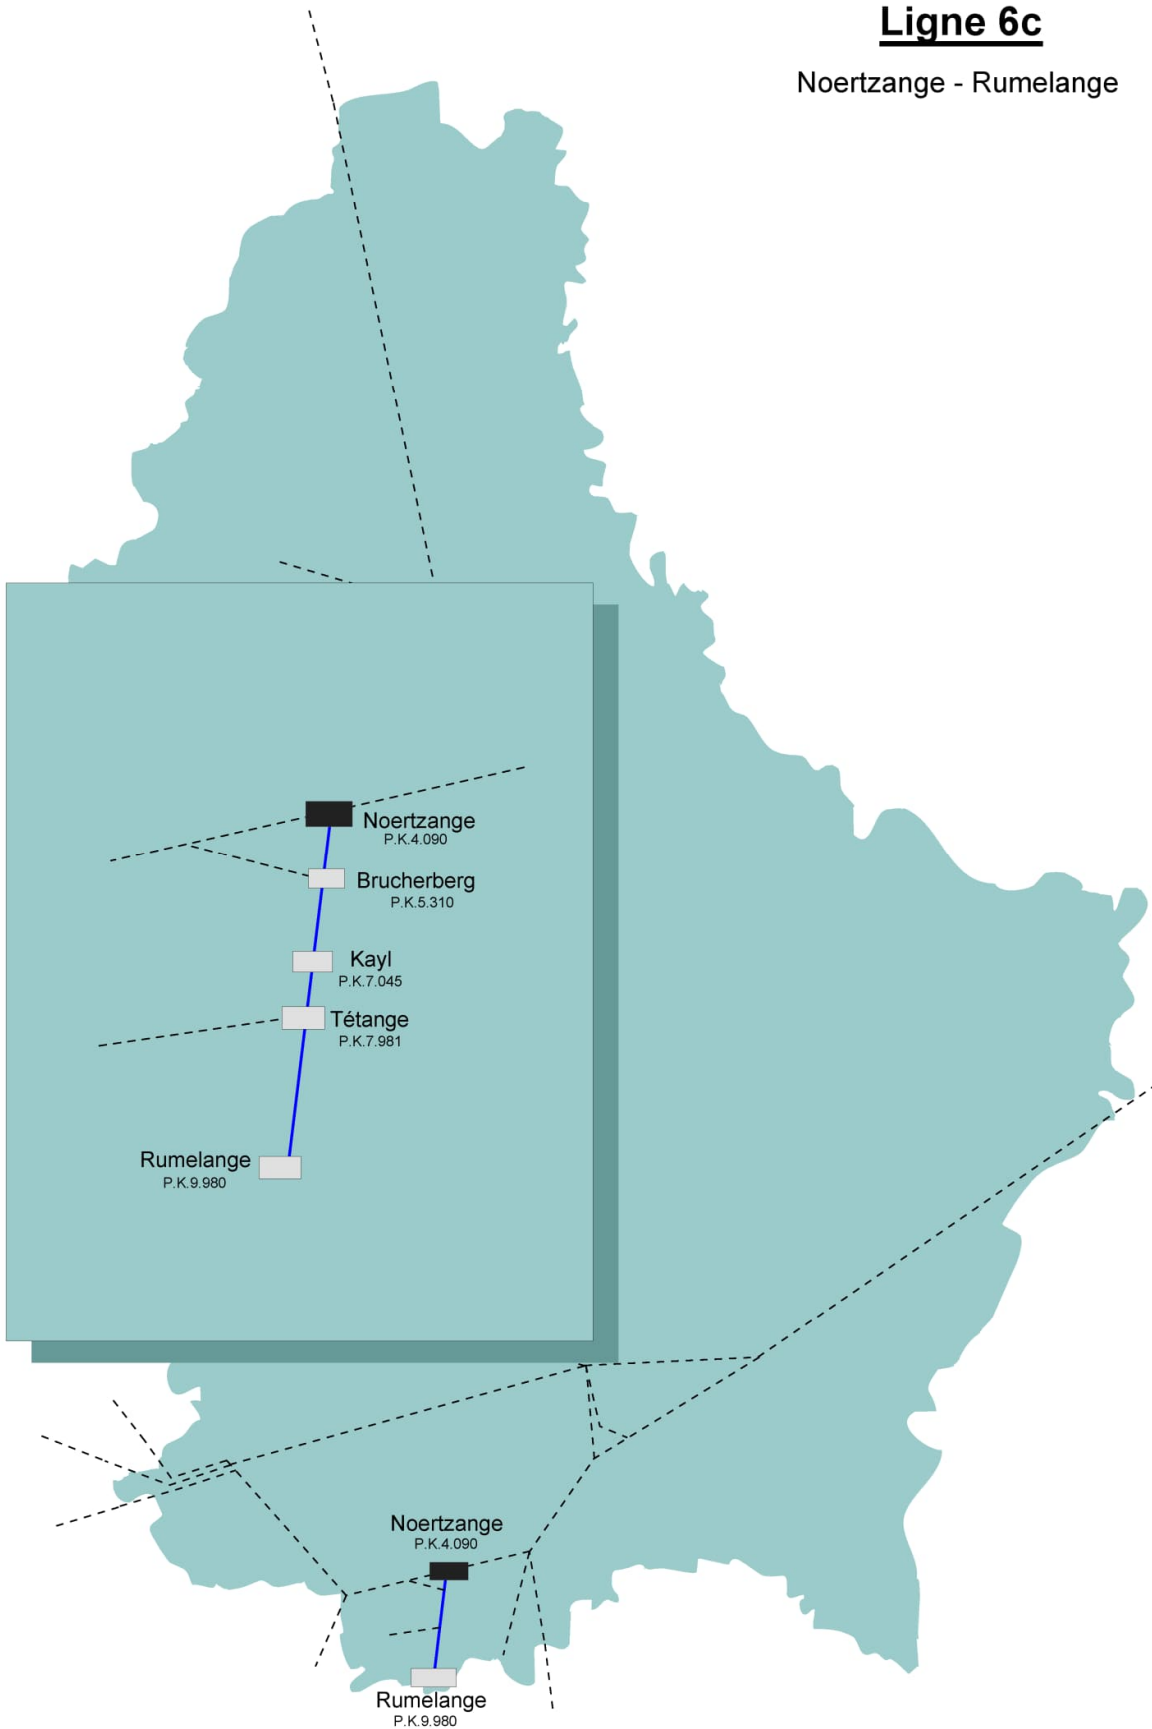 Ligne 6c
Noertzange - Rumelange
Noertzange
P.K.4.090
Brucherberg
P.K.5.310
Kayl
P.K.7.045
Tétange
P.K.7.981
Rumelange
P.K.9.980
Noertzange
P.K.4.090
Rumelange
P.K.9.980